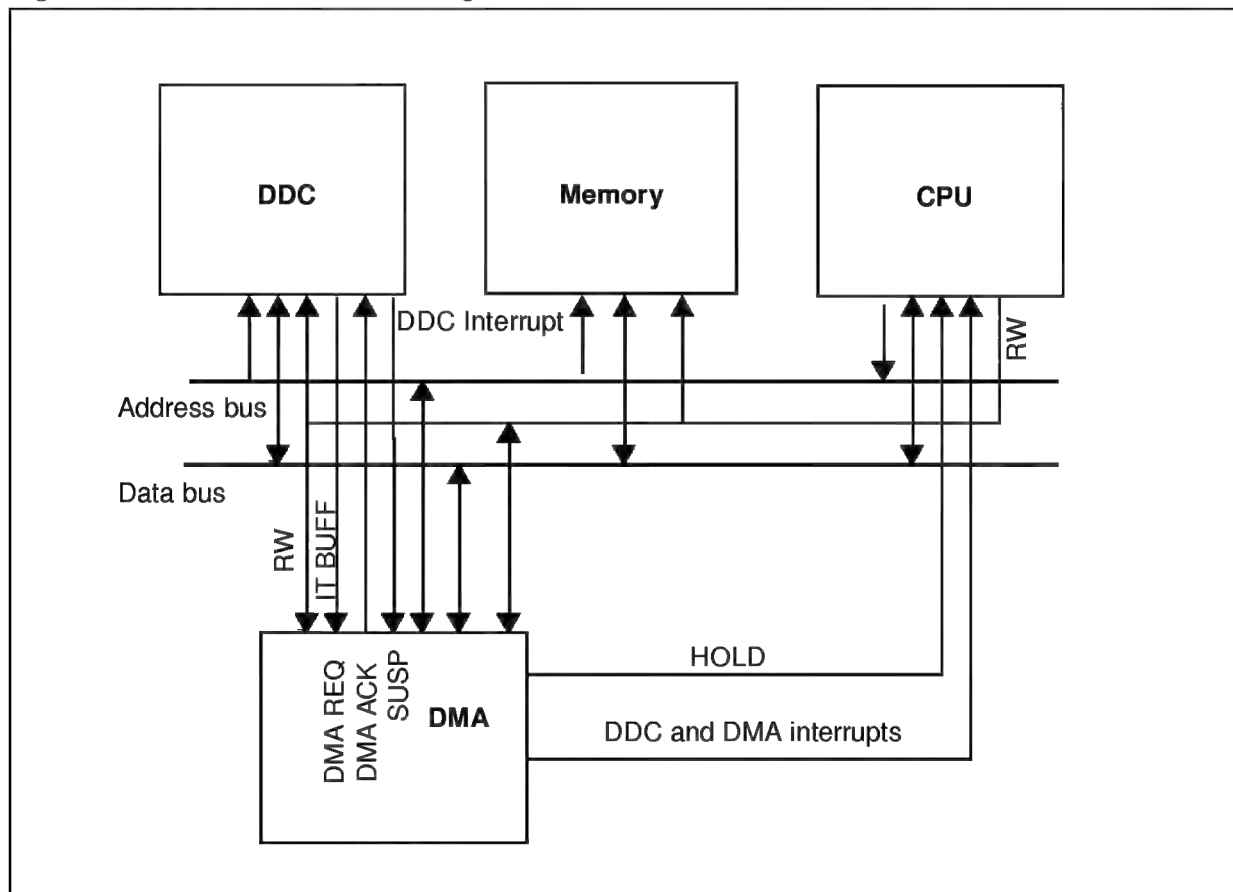 DDC
Memory
CPU
DDC Interrupt
RW
Address bus
Data bus
RW
IT BUFF
DMA REQ
DMA ACK
SUSP
DMA
HOLD
DDC and DMA interrupts